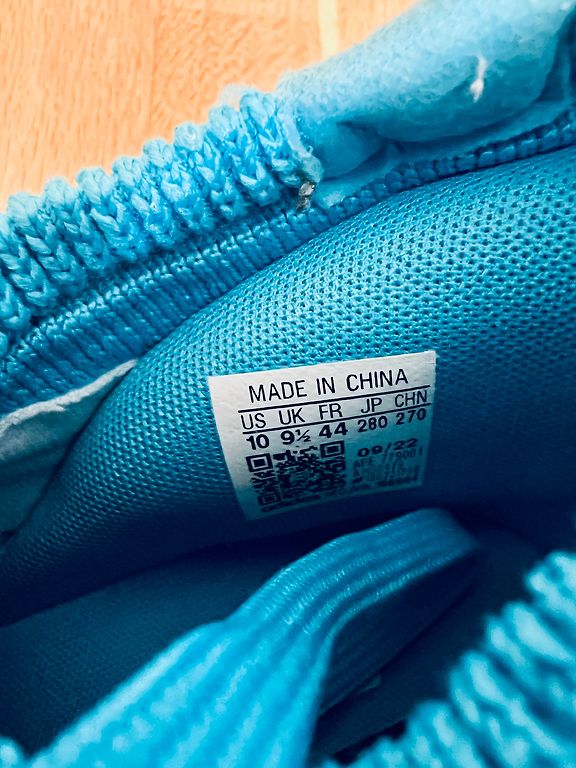 MADE IN CHINA
US UK FR JP CHN
10 9½ 44 280 270
09/22